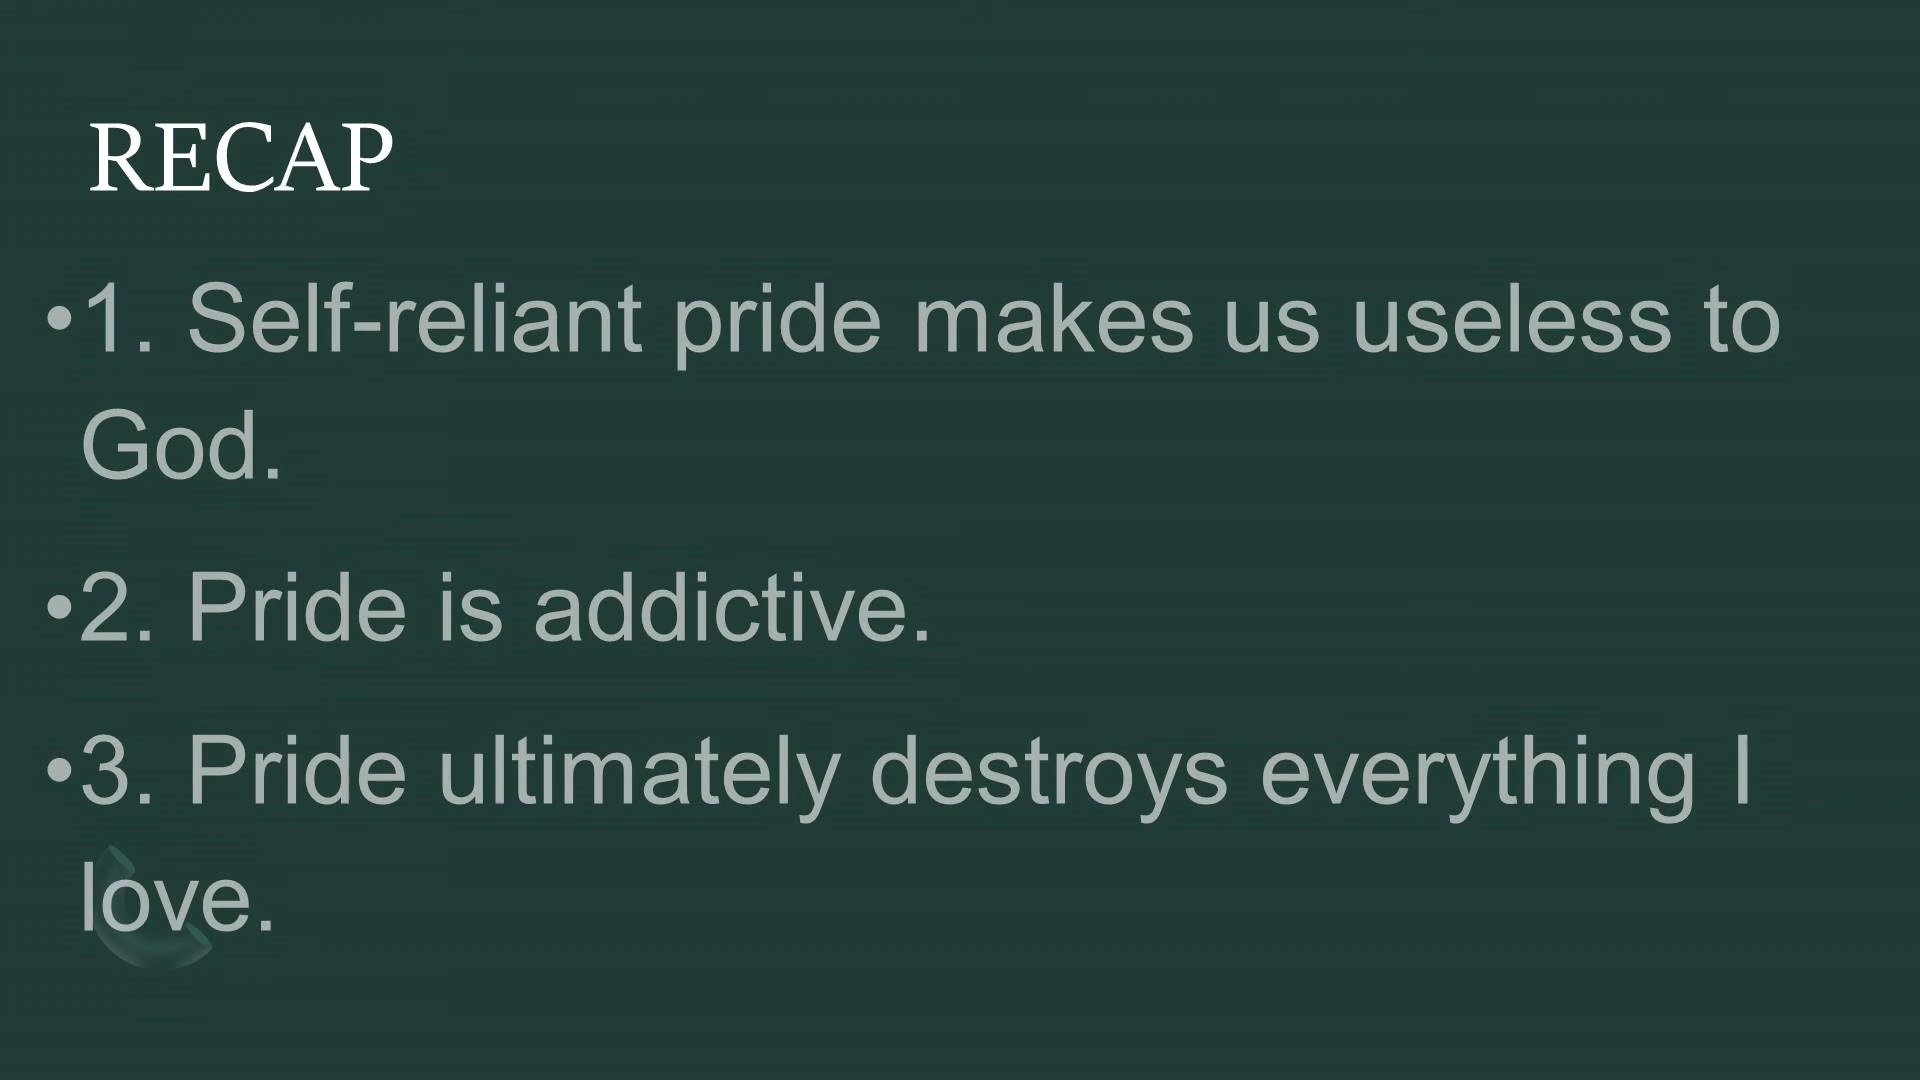 RECAP
•1. Self-reliant pride makes us useless to
God.
•2. Pride is addictive.
•3. Pride ultimately destroys everything I
love.